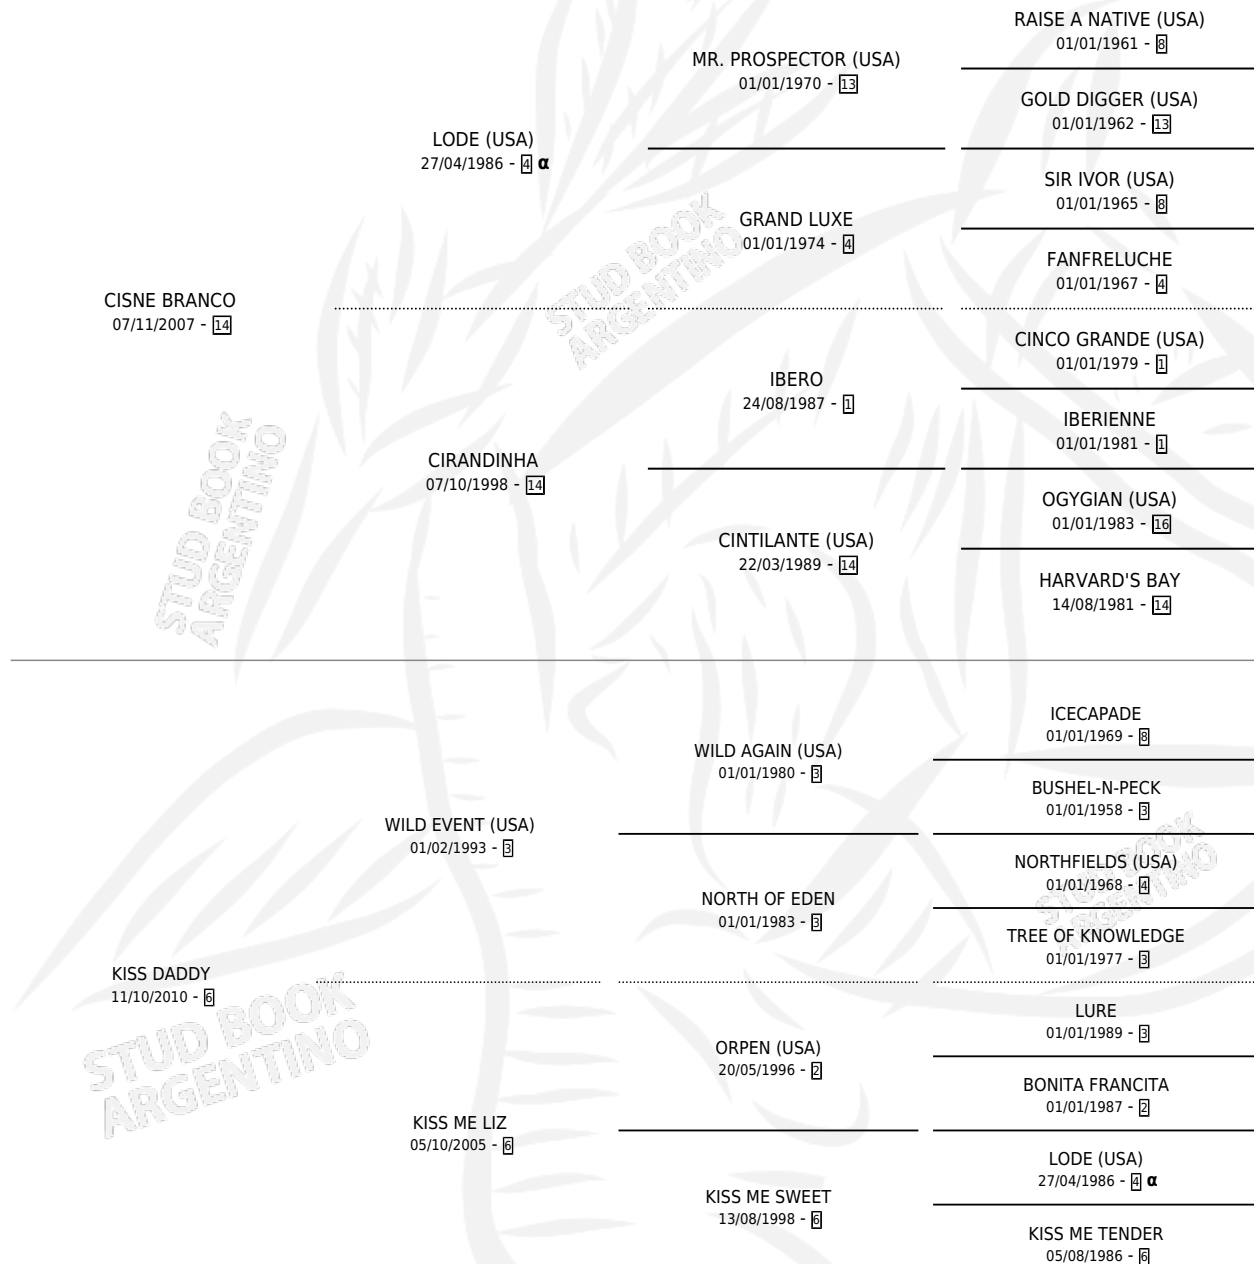 RAISE A NATIVE (USA)
01/01/1961 - 8
MR. PROSPECTOR (USA)
01/01/1970 - 13
GOLD DIGGER (USA)
01/01/1962 - 13
LODE (USA)
27/04/1986 - 4 α
SIR IVOR (USA)
01/01/1965 - 8
GRAND LUXE
01/01/1974 - 4
FANFRELUCHE
01/01/1967 - 4
CISNE BRANCO
07/11/2007 - 14
CINCO GRANDE (USA)
01/01/1979 - 1
IBERO
24/08/1987 - 1
IBERIENNE
01/01/1981 - 1
CIRANDINHA
07/10/1998 - 14
OGYGIAN (USA)
01/01/1983 - 16
CINTILANTE (USA)
22/03/1989 - 14
HARVARD'S BAY
14/08/1981 - 14
STUD BOOK
ARGENTINO
STUD BOOK
ARGENTINO
ICECAPADE
01/01/1969 - 8
WILD AGAIN (USA)
01/01/1980 - 3
BUSHEL-N-PECK
01/01/1958 - 3
WILD EVENT (USA)
01/02/1993 - 3
NORTHFIELDS (USA)
01/01/1968 - 4
NORTH OF EDEN
01/01/1983 - 3
TREE OF KNOWLEDGE
01/01/1977 - 3
KISS DADDY
11/10/2010 - 6
LURE
01/01/1989 - 3
ORPEN (USA)
20/05/1996 - 2
BONITA FRANCITA
01/01/1987 - 2
KISS ME LIZ
05/10/2005 - 6
LODE (USA)
27/04/1986 - 4 α
KISS ME SWEET
13/08/1998 - 6
KISS ME TENDER
05/08/1986 - 6
STUD BOOK
ARGENTINO
STUD BOOK
ARGENTINO